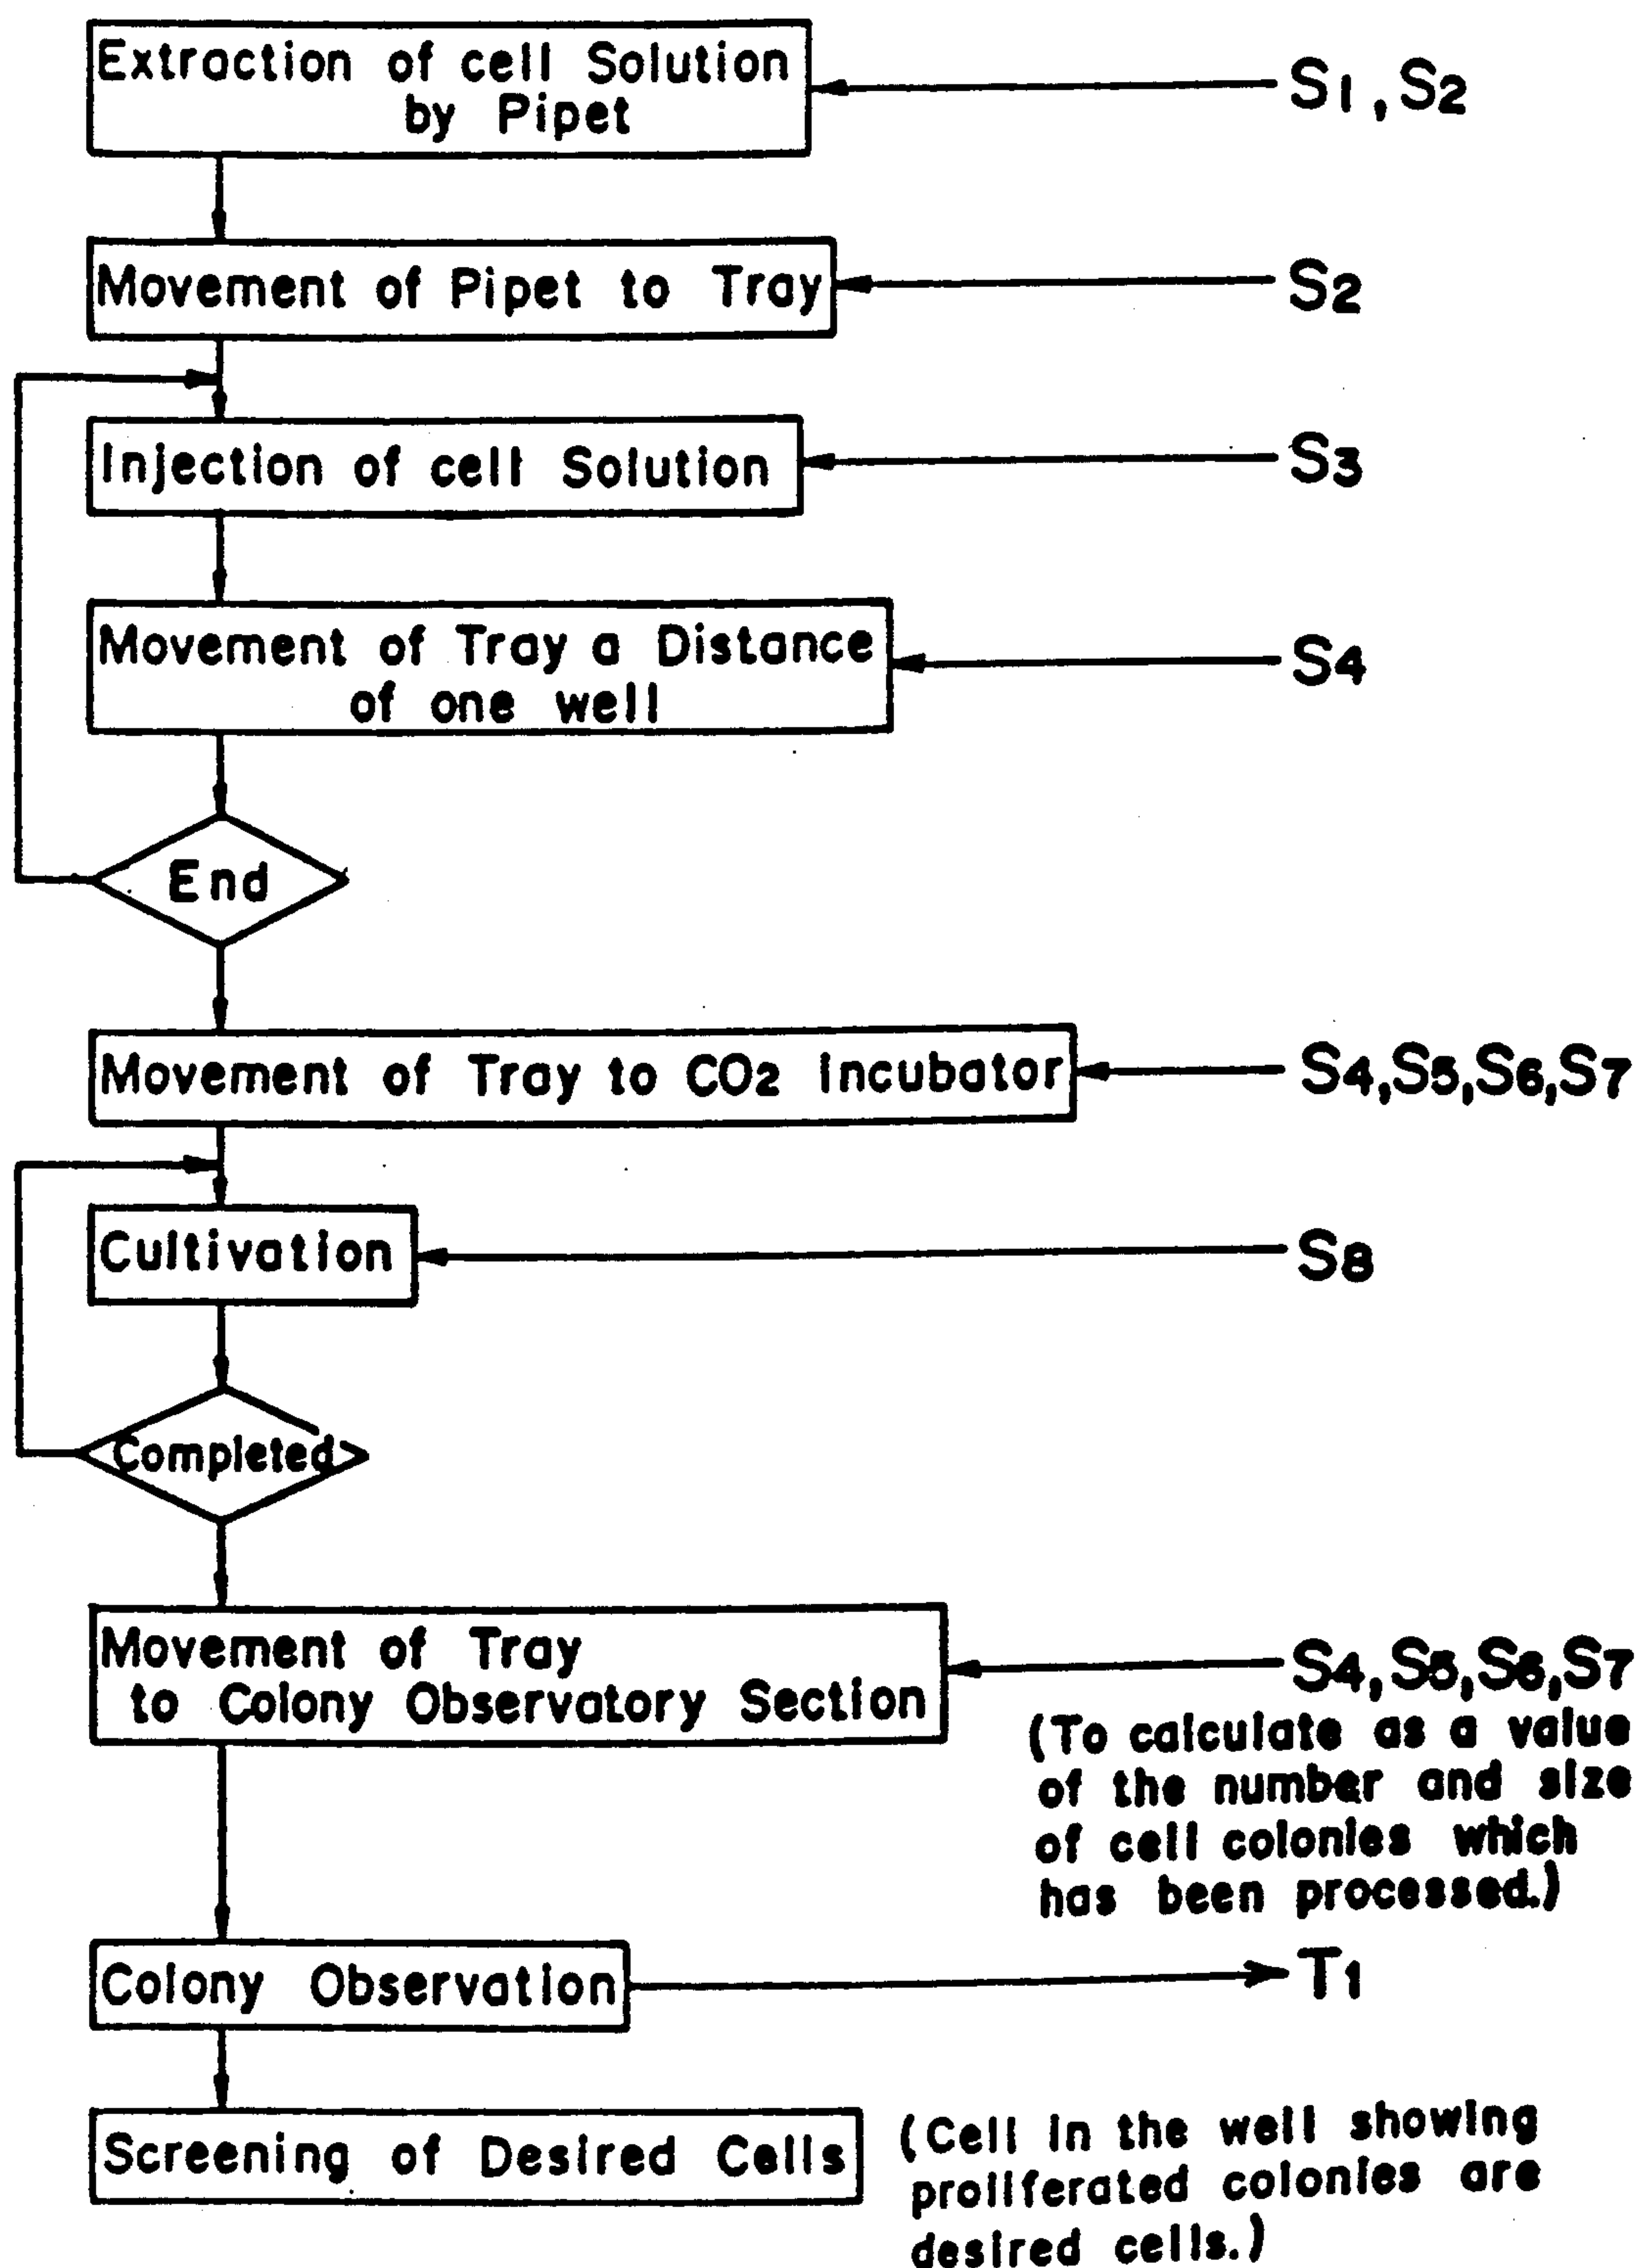 Extraction of cell Solution
by Pipet
S1, S2
Movement of Pipet to Tray
S2
Injection of cell Solution
S3
Movement of Tray a Distance
of one well
S4
End
Movement of Tray to CO2 Incubator
S4,S5,S6,S7
Cultivation
S8
Completed
Movement of Tray
to Colony Observatory Section
S4,S5,S6,S7
(To calculate as a value
of the number and size
of cell colonies which
has been processed.)
Colony Observation
T1
Screening of Desired Cells
(Cell in the well showing
proliferated colonies are
desired cells.)